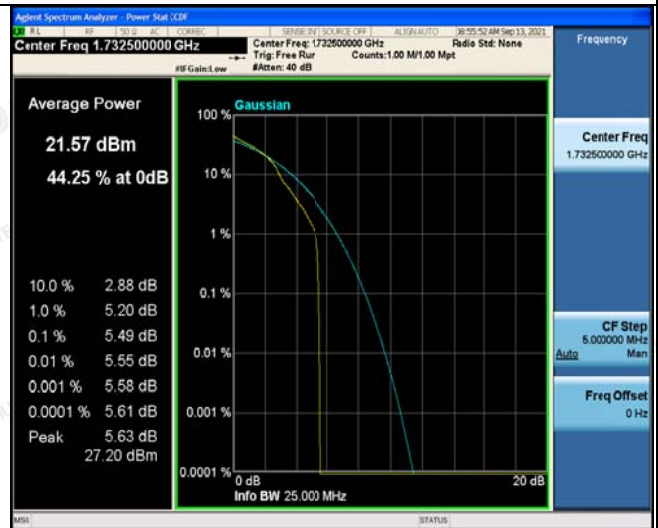 Agilent Spectrum Analyzer - Power Stat CCDF
RL RF 50 Ω AC CORREC SENSE:INT SOURCE OFF ALIGN AUTO 08:55:52 AM Sep 13, 2021
Center Freq 1.732500000 GHz
Center Freq: 1.732500000 GHz
Radio Std: None
Trig: Free Run
Counts:1.00 M/1.00 Mpt
#IFGain:Low
#Atten: 40 dB
Frequency
Average Power
21.57 dBm
44.25 % at 0dB
10.0 % 2.88 dB
1.0 % 5.20 dB
0.1 % 5.49 dB
0.01 % 5.55 dB
0.001 % 5.58 dB
0.0001 % 5.61 dB
Peak 5.63 dB
27.20 dBm
Gaussian
100 %
10 %
1 %
0.1 %
0.01 %
0.001 %
0.0001 %
0 dB
20 dB
Info BW 25.000 MHz
Center Freq
1.732500000 GHz
CF Step
5.000000 MHz
Auto Man
Freq Offset
0 Hz
MSG
STATUS